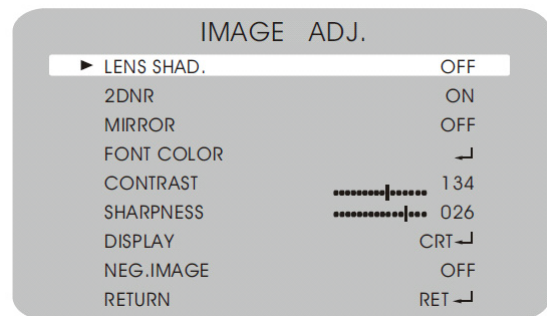 IMAGE ADJ.
► LENS SHAD. OFF
2DNR ON
MIRROR OFF
FONT COLOR ↵
CONTRAST 134
SHARPNESS 026
DISPLAY CRT↵
NEG.IMAGE OFF
RETURN RET↵